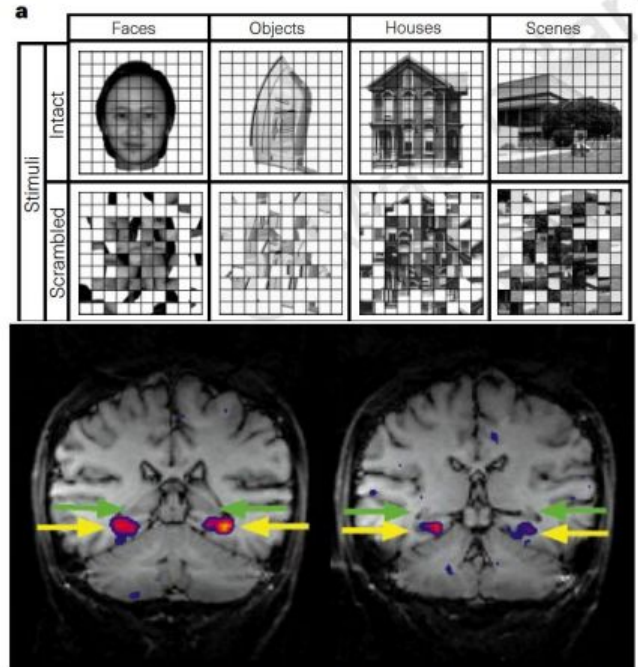 a
Faces Objects Houses Scenes
Stimuli
Intact
Scrambled